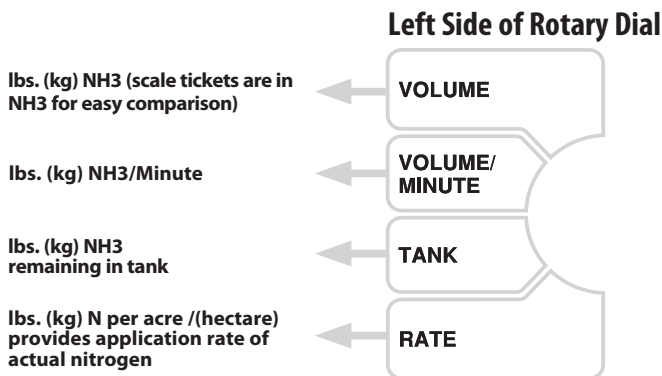 Left Side of Rotary Dial
lbs. (kg) NH3 (scale tickets are in
NH3 for easy comparison)
VOLUME
lbs. (kg) NH3/Minute
VOLUME/
MINUTE
lbs. (kg) NH3
remaining in tank
TANK
lbs. (kg) N per acre /(hectare)
provides application rate of
actual nitrogen
RATE